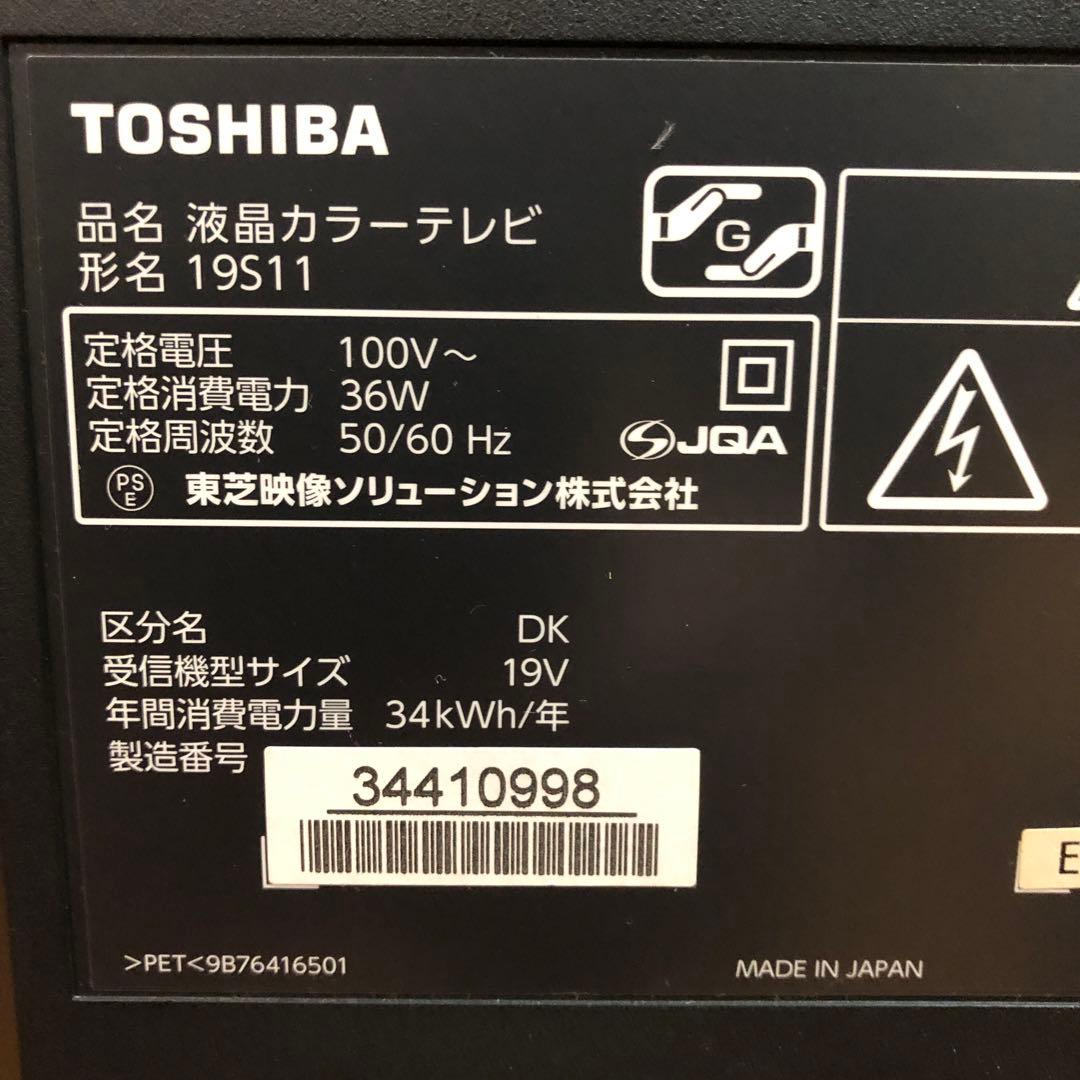 TOSHIBA
品名 液晶カラーテレビ
形名 19S11
G
定格電圧 100V～
定格消費電力 36W
定格周波数 50/60 Hz
JQA
PS
E
東芝映像ソリューション株式会社
区分名 DK
受信機型サイズ 19V
年間消費電力量 34kWh/年
製造番号
34410998
E
>PET<9B76416501
MADE IN JAPAN